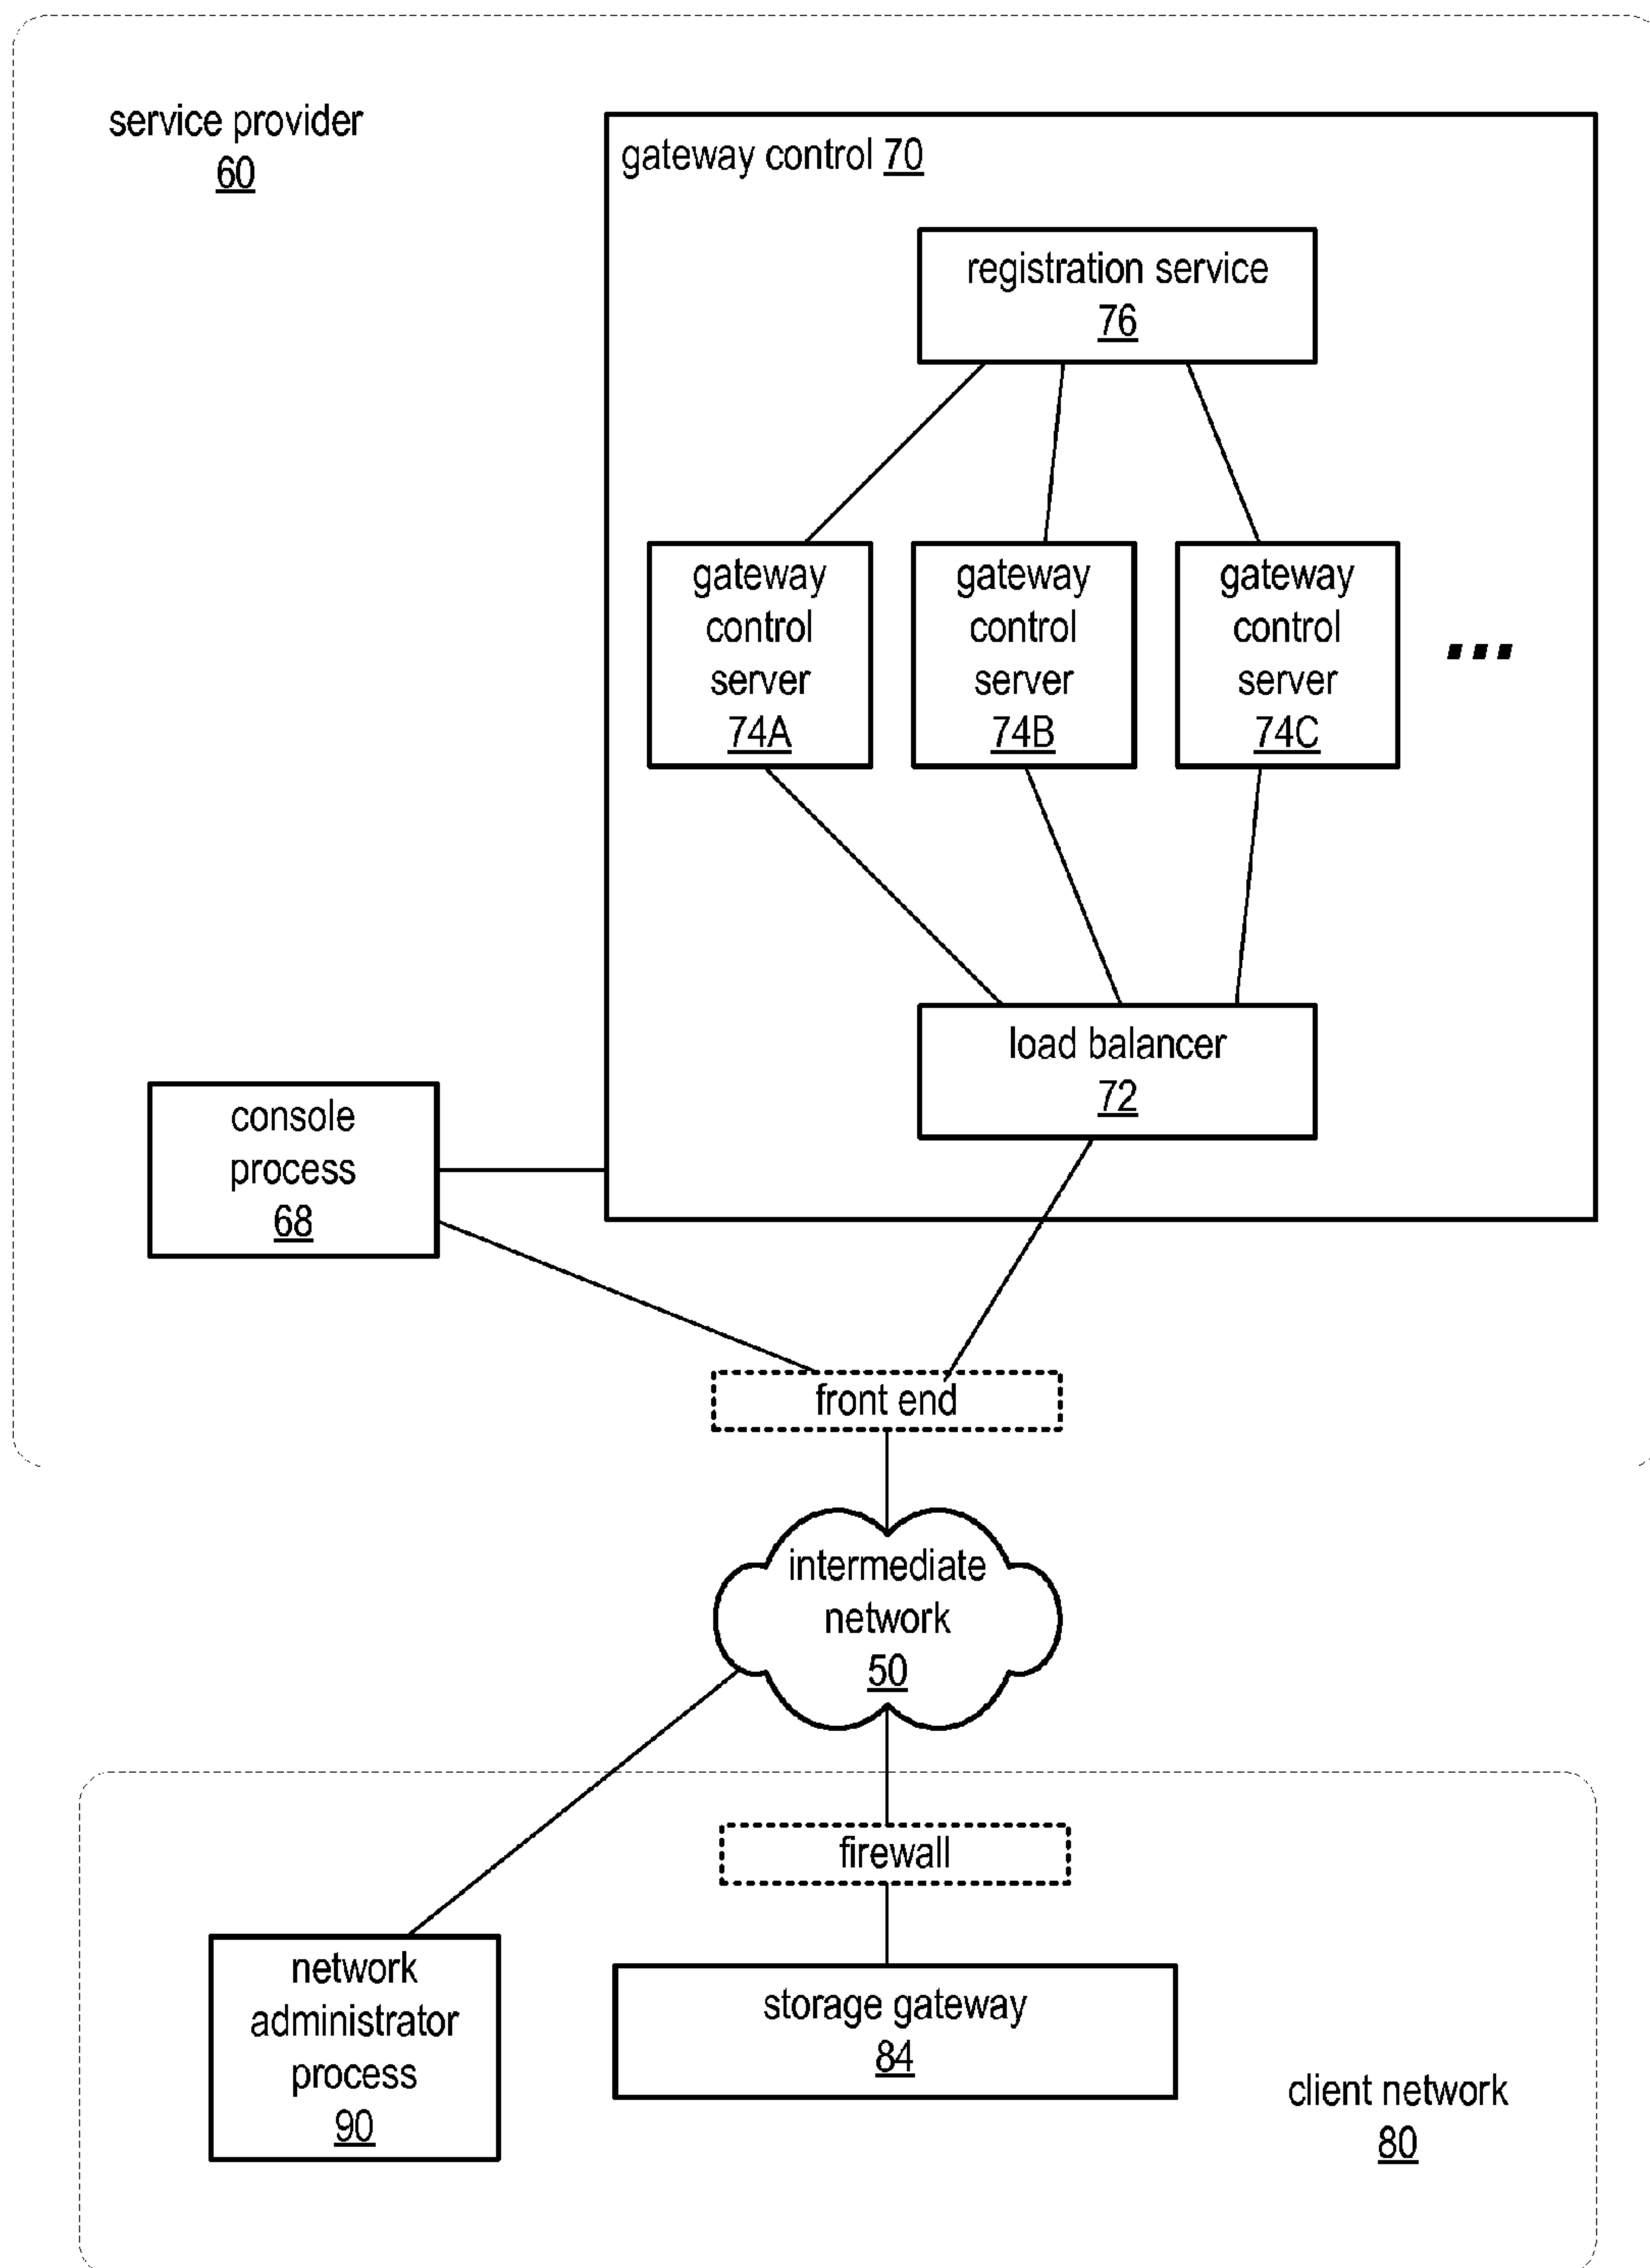 service provider
60
gateway control 70
registration service
76
gateway
control
server
74A
gateway
control
server
74B
gateway
control
server
74C
load balancer
72
console
process
68
front end
intermediate
network
50
firewall
network
administrator
process
90
storage gateway
84
client network
80